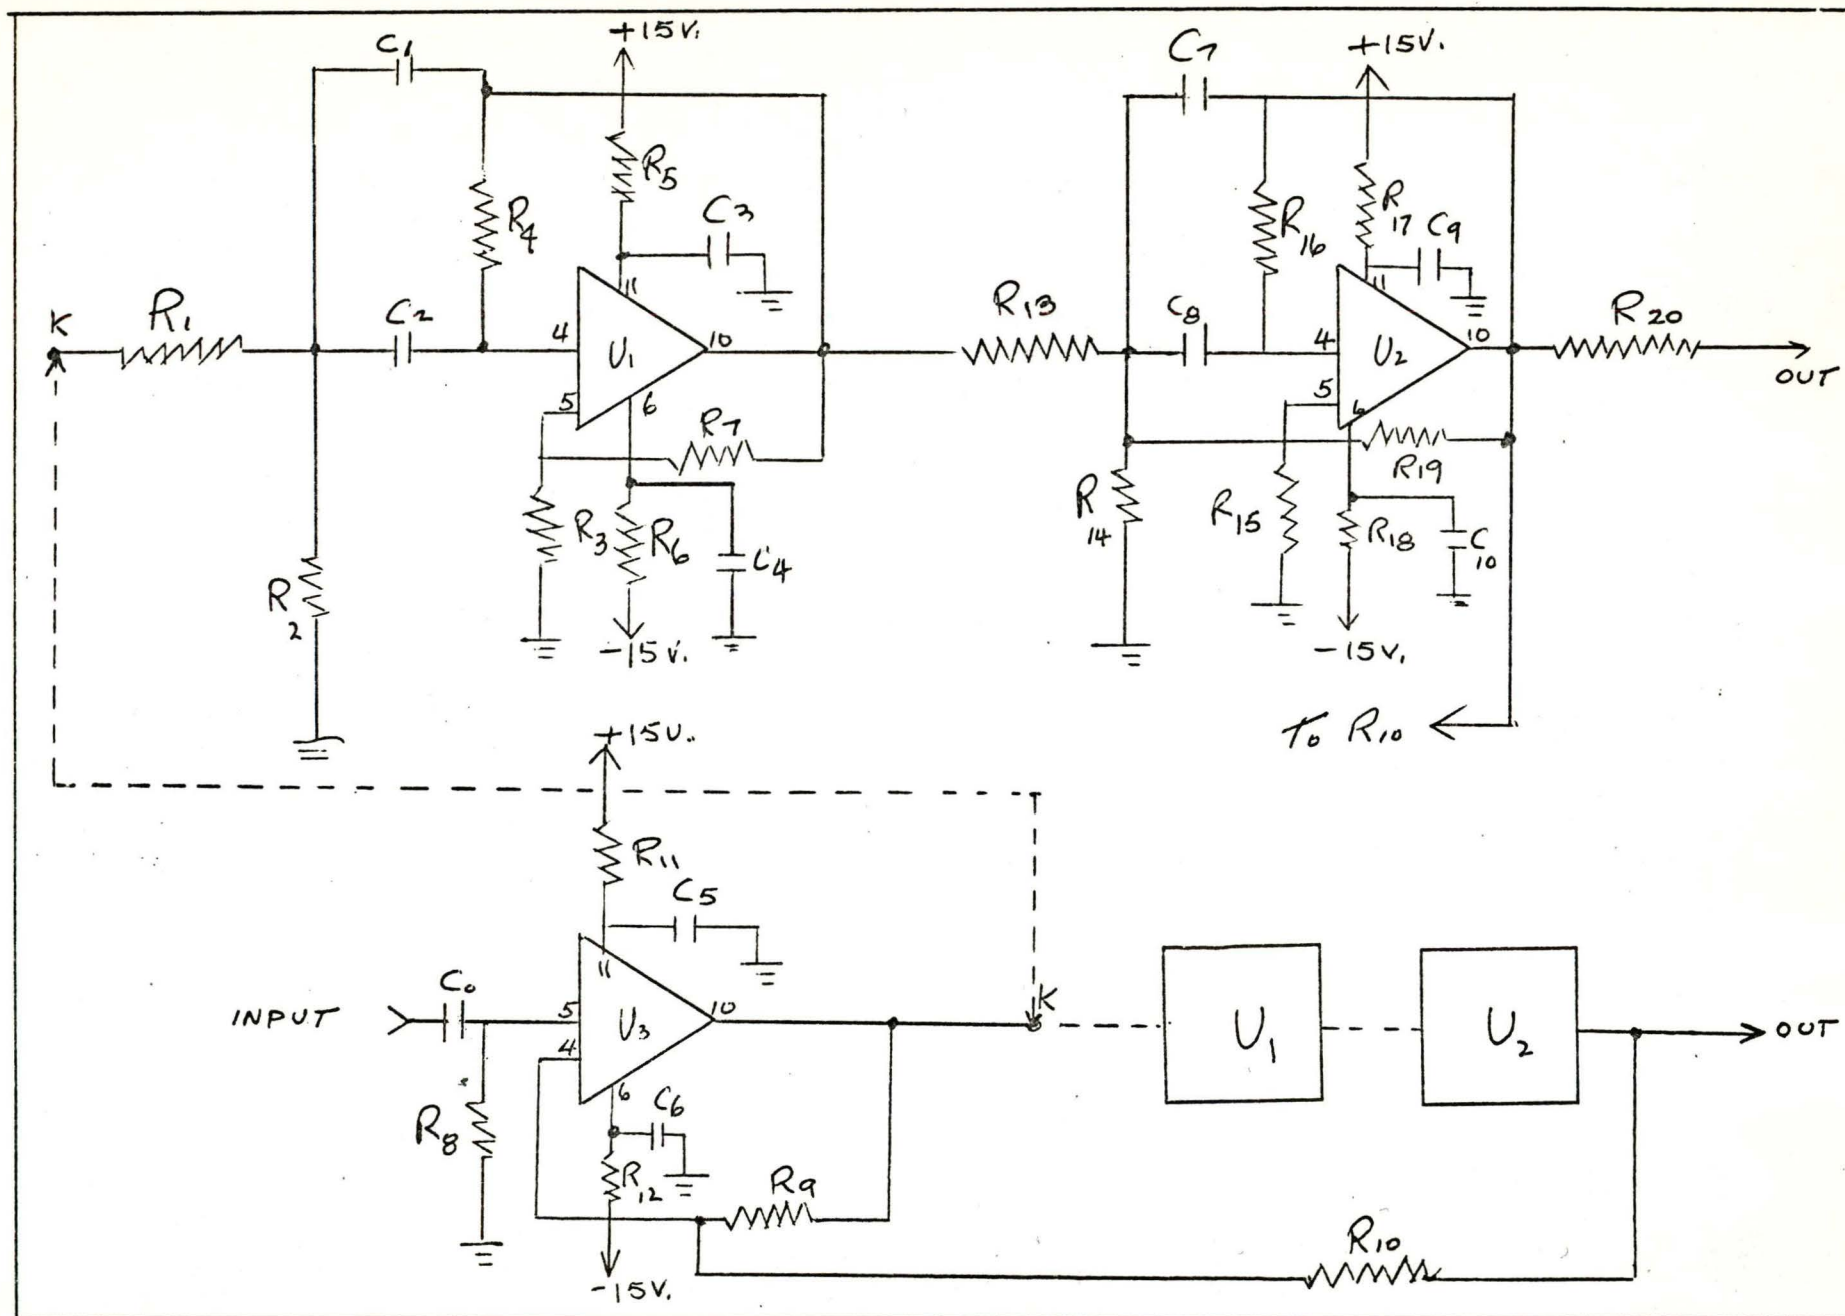 C1
+15V.
C7
+15V.
R5
R4
C3
R17
C9
R16
K
R1
C2
4
U1
11
10
5
6
R7
R13
C8
4
U2
11
10
R20
OUT
5
6
R19
R3
R6
C4
R14
R15
R18
C10
R2
-15V.
-15V.
TO R10
+15V.
R11
C5
INPUT
C0
5
4
U3
11
10
6
K
U1
U2
OUT
R8
C6
R12
R9
R10
-15V.